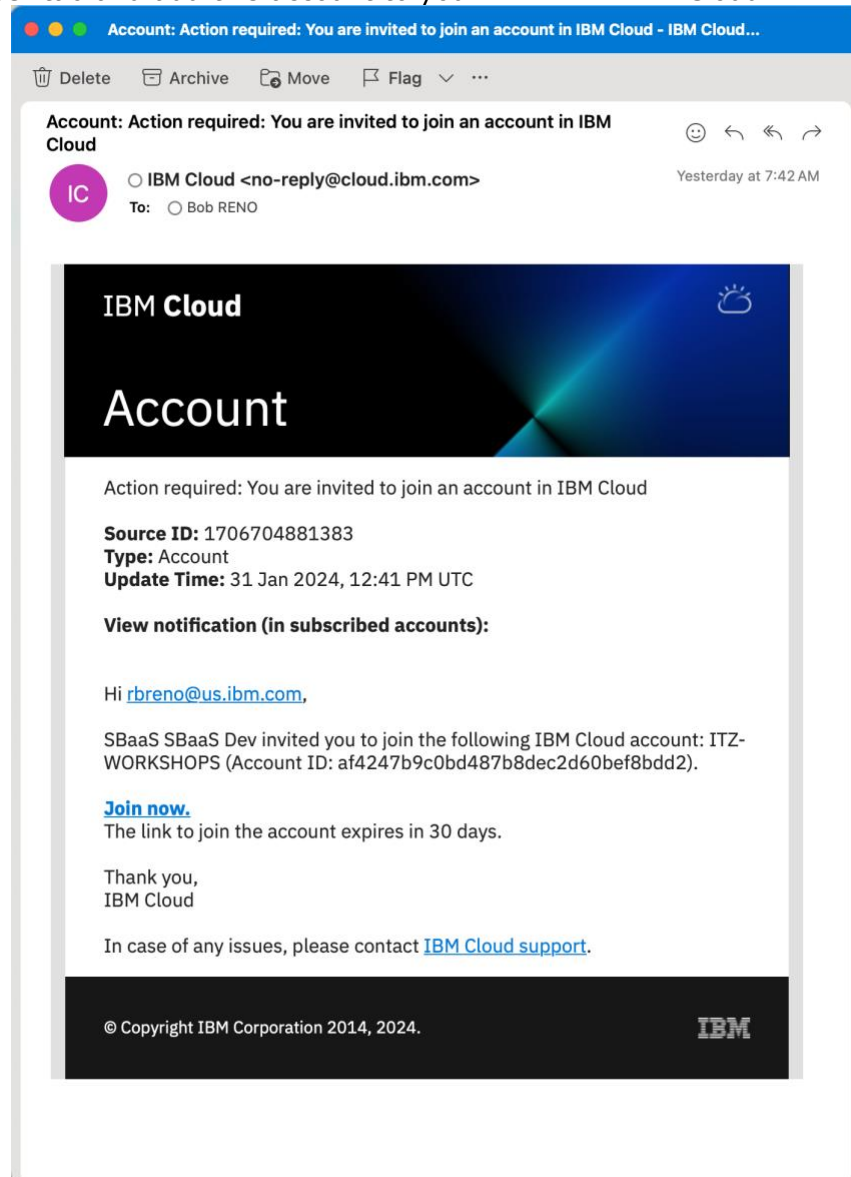 Account: Action required: You are invited to join an account in IBM Cloud - IBM Cloud...
Delete Archive Move Flag ...
Account: Action required: You are invited to join an account in IBM
Cloud
IC
IBM Cloud <no-reply@cloud.ibm.com>
Yesterday at 7:42 AM
To: Bob RENO
IBM Cloud
Account
Action required: You are invited to join an account in IBM Cloud
Source ID: 1706704881383
Type: Account
Update Time: 31 Jan 2024, 12:41 PM UTC
View notification (in subscribed accounts):
Hi rbreno@us.ibm.com,
SBaaS SBaaS Dev invited you to join the following IBM Cloud account: ITZ-
WORKSHOPS (Account ID: af4247b9c0bd487b8dec2d60bef8bdd2).
Join now.
The link to join the account expires in 30 days.
Thank you,
IBM Cloud
In case of any issues, please contact IBM Cloud support.
© Copyright IBM Corporation 2014, 2024.
IBM